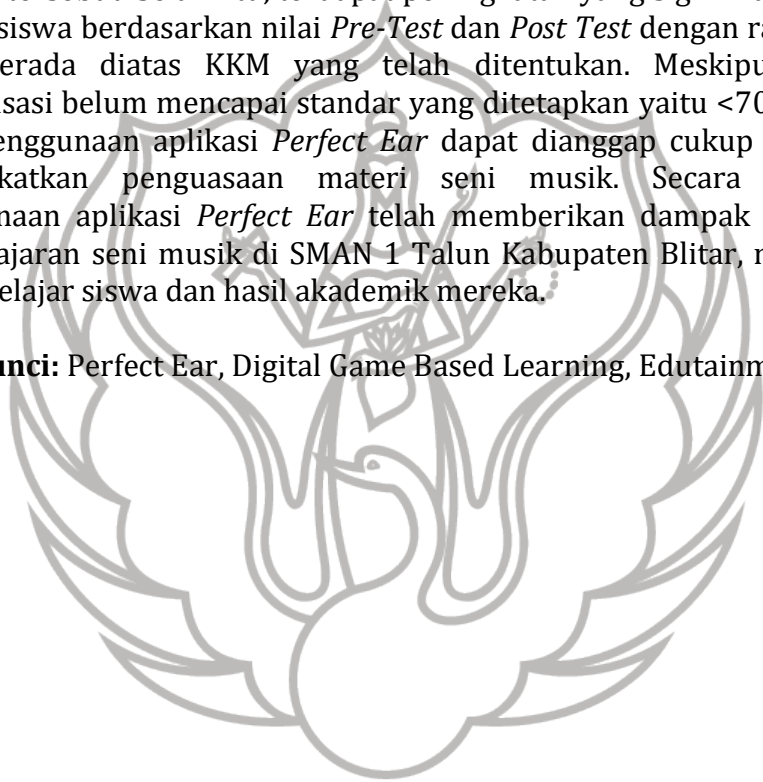 siswa berdasarkan nilai Pre-Test dan Post Test dengan ra
erada diatas KKM yang telah ditentukan. Meskipu
sasi belum mencapai standar yang ditetapkan yaitu <70
enggunaan aplikasi Perfect Ear dapat dianggap cukup
katkan penguasaan materi seni musik. Secara
naan aplikasi Perfect Ear telah memberikan dampak
ajaran seni musik di SMAN 1 Talun Kabupaten Blitar, m
elajar siswa dan hasil akademik mereka.
unci: Perfect Ear, Digital Game Based Learning, Edutainm